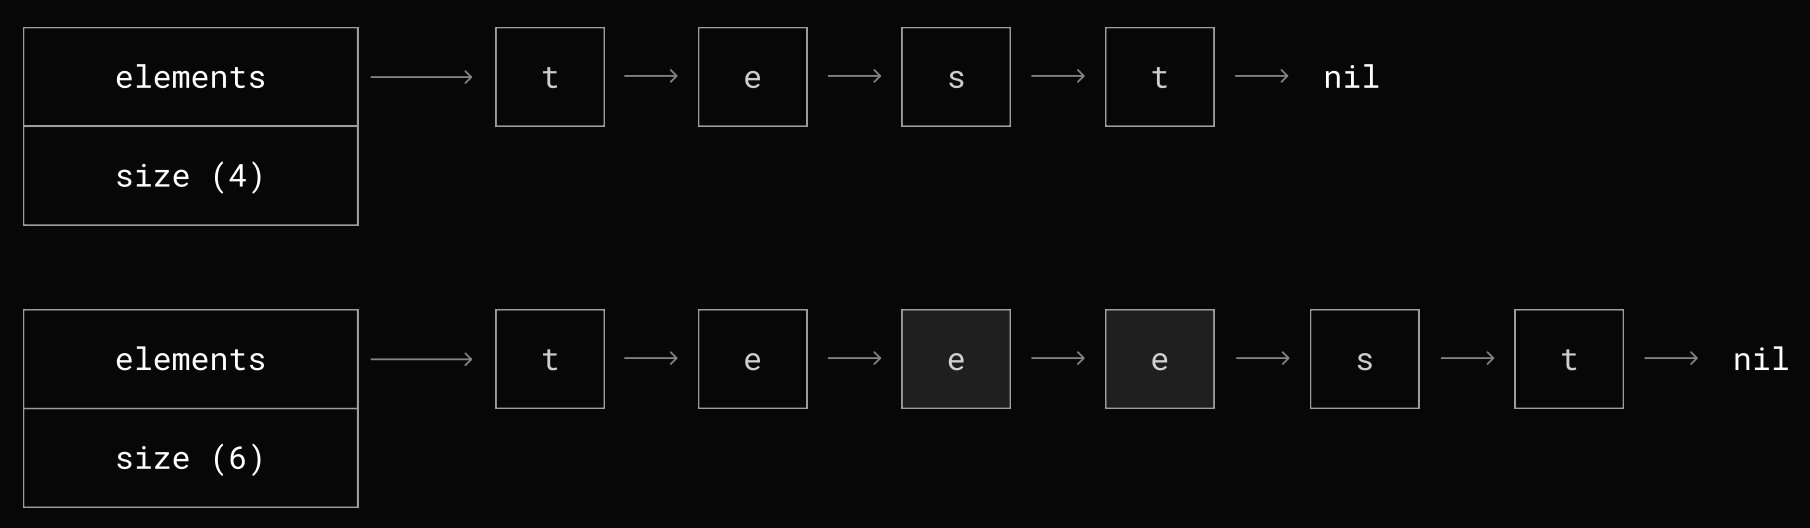 elements t e s t nil
size (4)
elements t e e e s t nil
size (6)